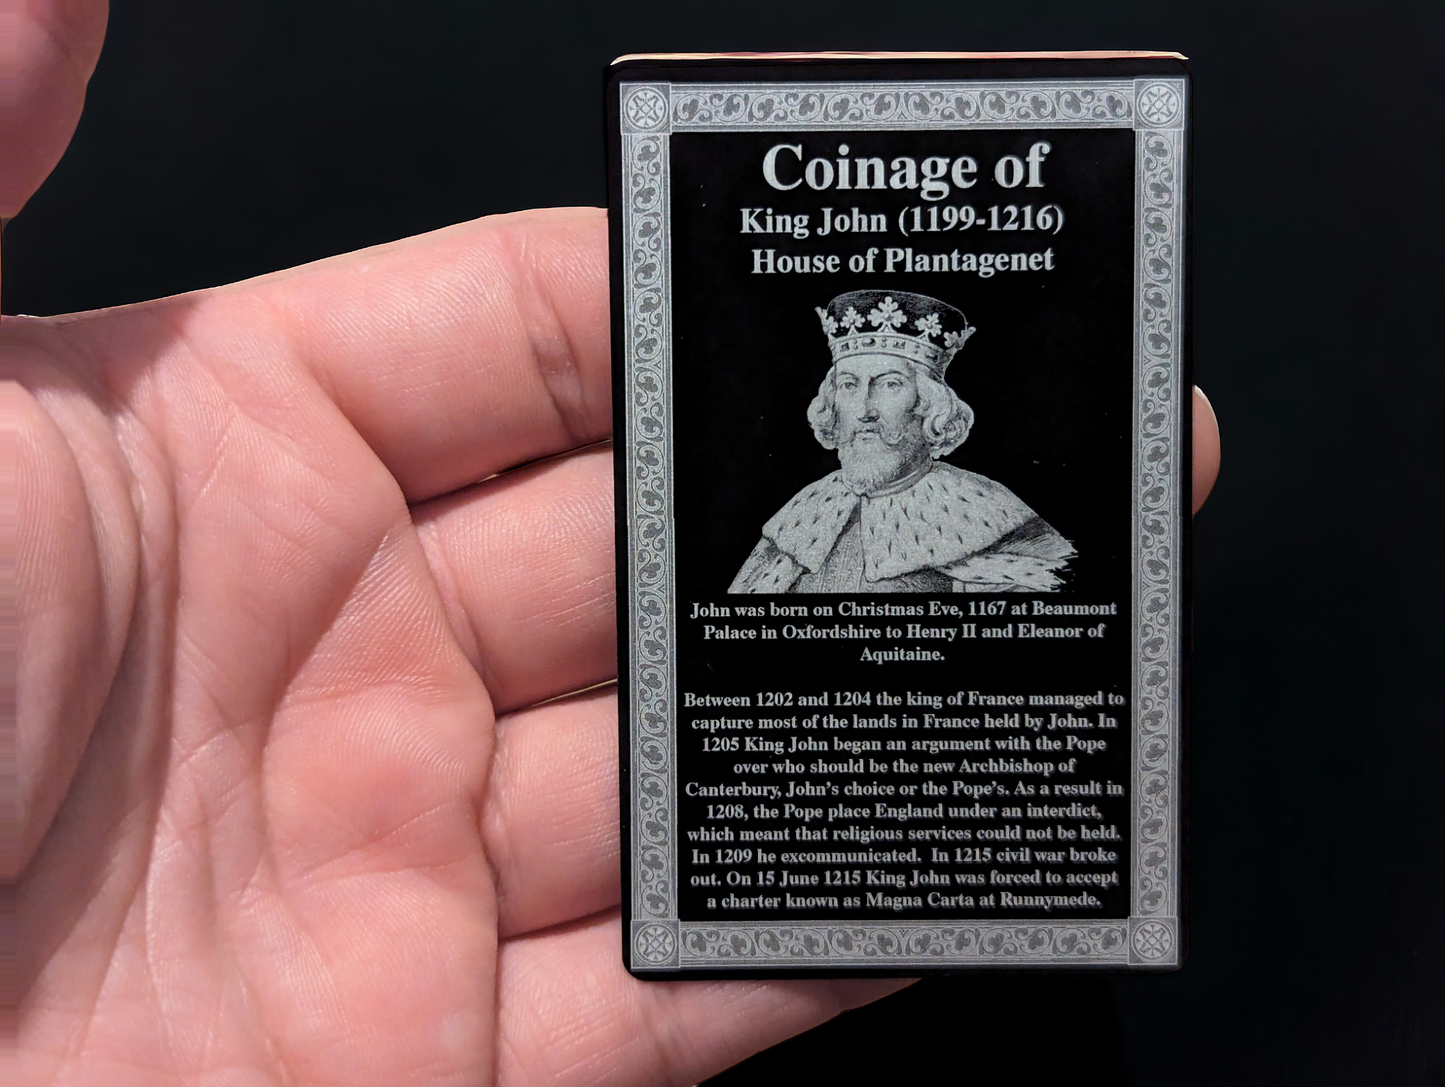 Coinage of
King John (1199-1216)
House of Plantagenet
John was born on Christmas Eve, 1167 at Beaumont
Palace in Oxfordshire to Henry II and Eleanor of
Aquitaine.
Between 1202 and 1204 the king of France managed to
capture most of the lands in France held by John. In
1205 King John began an argument with the Pope
over who should be the new Archbishop of
Canterbury, John's choice or the Pope's. As a result in
1208, the Pope place England under an interdict,
which meant that religious services could not be held.
In 1209 he excommunicated. In 1215 civil war broke
out. On 15 June 1215 King John was forced to accept
a charter known as Magna Carta at Runnymede.